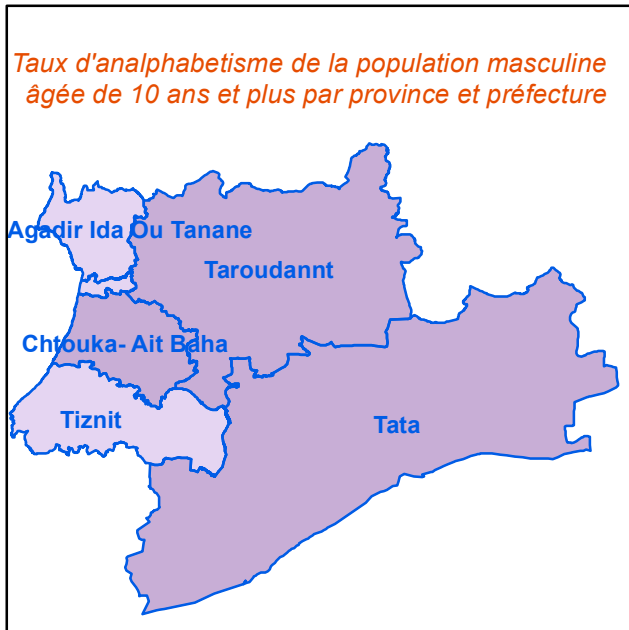 Taux d'analphabetisme de la population masculine
âgée de 10 ans et plus par province et préfecture
Agadir Ida Ou Tanane
Taroudannt
Chtouka- Ait Baha
Tiznit
Tata